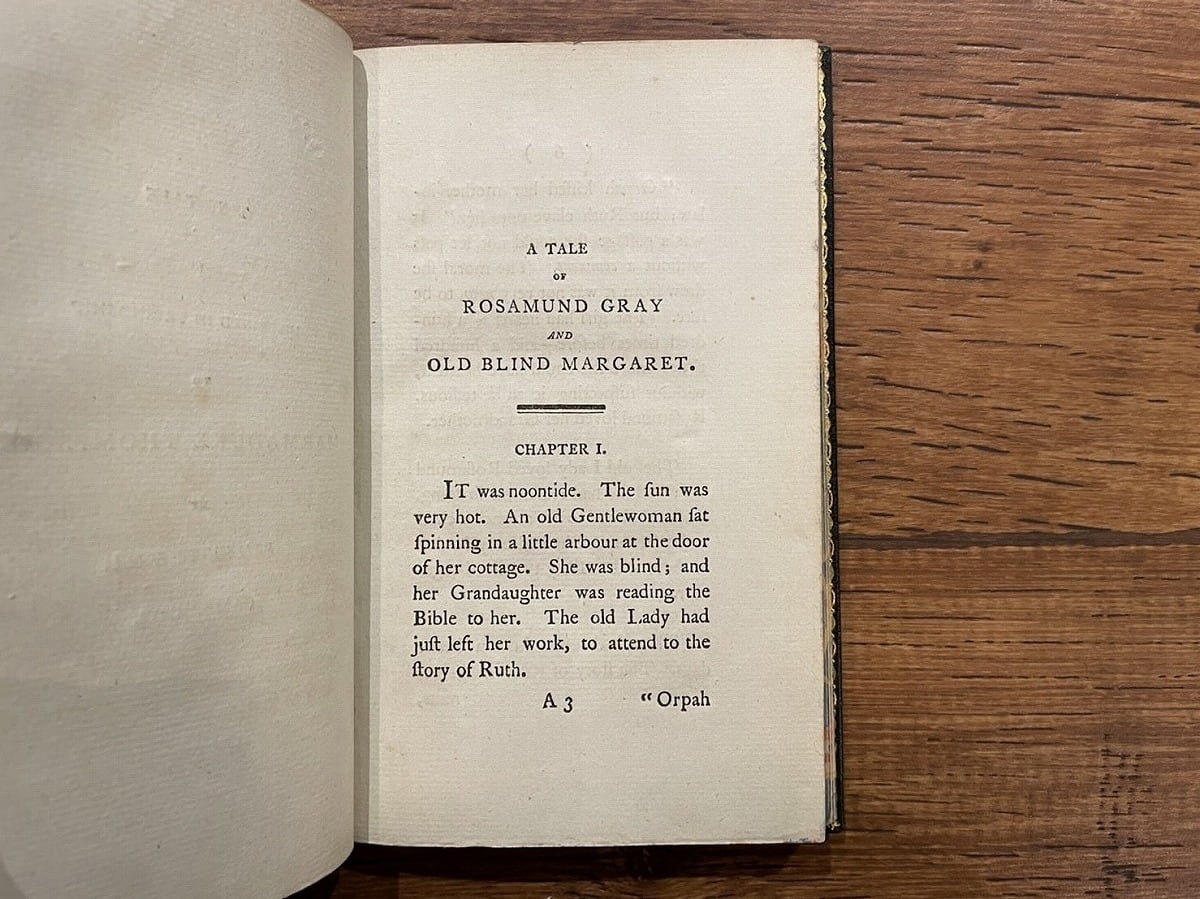 A TALE
OF
ROSAMUND GRAY
AND
OLD BLIND MARGARET.
CHAPTER I.
IT was noontide. The ſun was
very hot. An old Gentlewoman ſat
ſpinning in a little arbour at the door
of her cottage. She was blind; and
her Grandaughter was reading the
Bible to her. The old Lady had
juſt left her work, to attend to the
ſtory of Ruth.
A 3 “Orpah